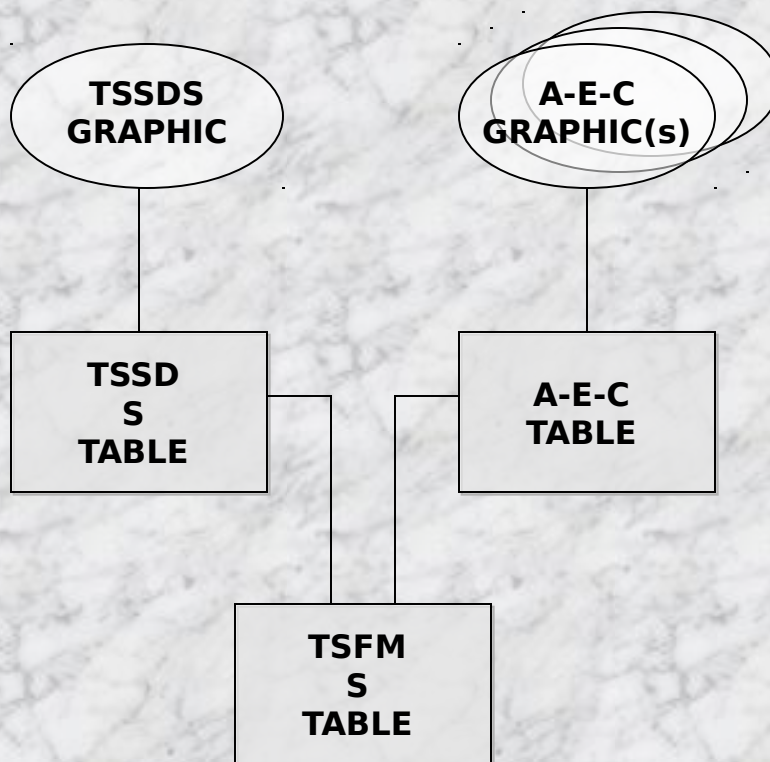 TSSDS
GRAPHIC
A-E-C
GRAPHIC(s)
TSSD
S
TABLE
A-E-C
TABLE
TSFM
S
TABLE